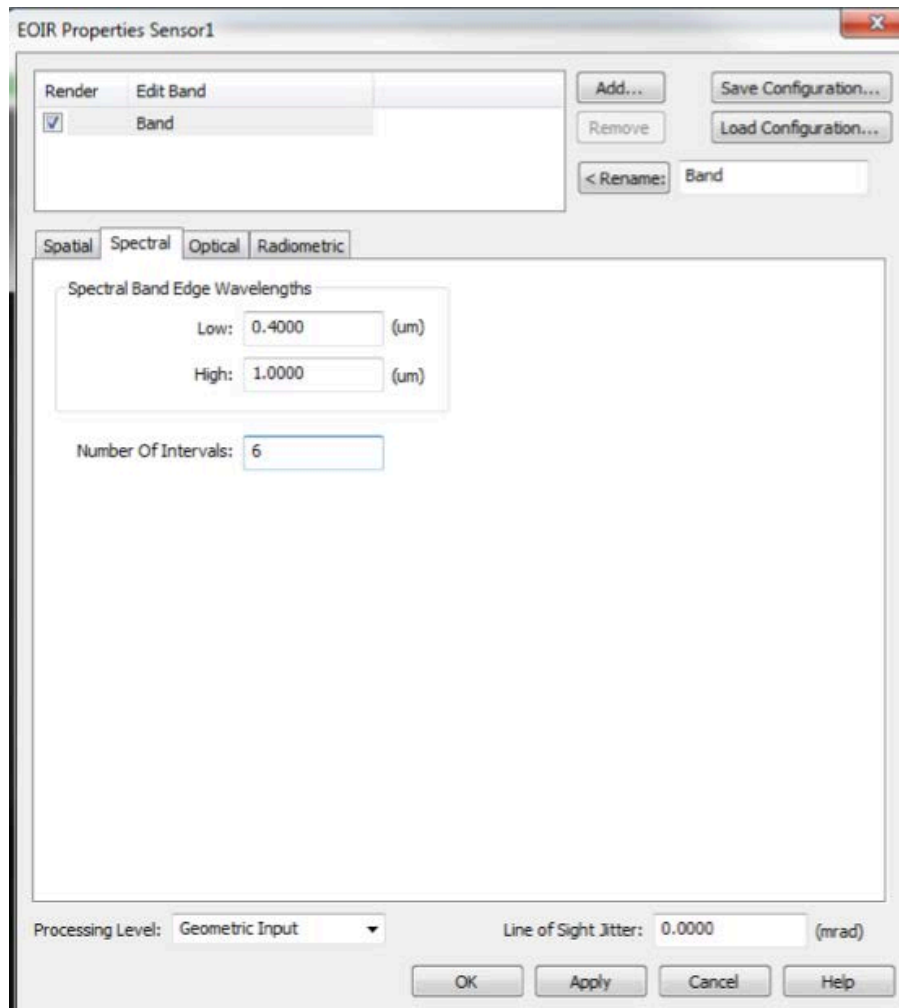 EOIR Properties Sensor1
Render Edit Band
Band
Add... Save Configuration...
Remove Load Configuration...
< Rename: Band
Spatial Spectral Optical Radiometric
Spectral Band Edge Wavelengths
Low: 0.4000 (um)
High: 1.0000 (um)
Number Of Intervals: 6
Processing Level: Geometric Input Line of Sight Jitter: 0.0000 (mrad)
OK Apply Cancel Help